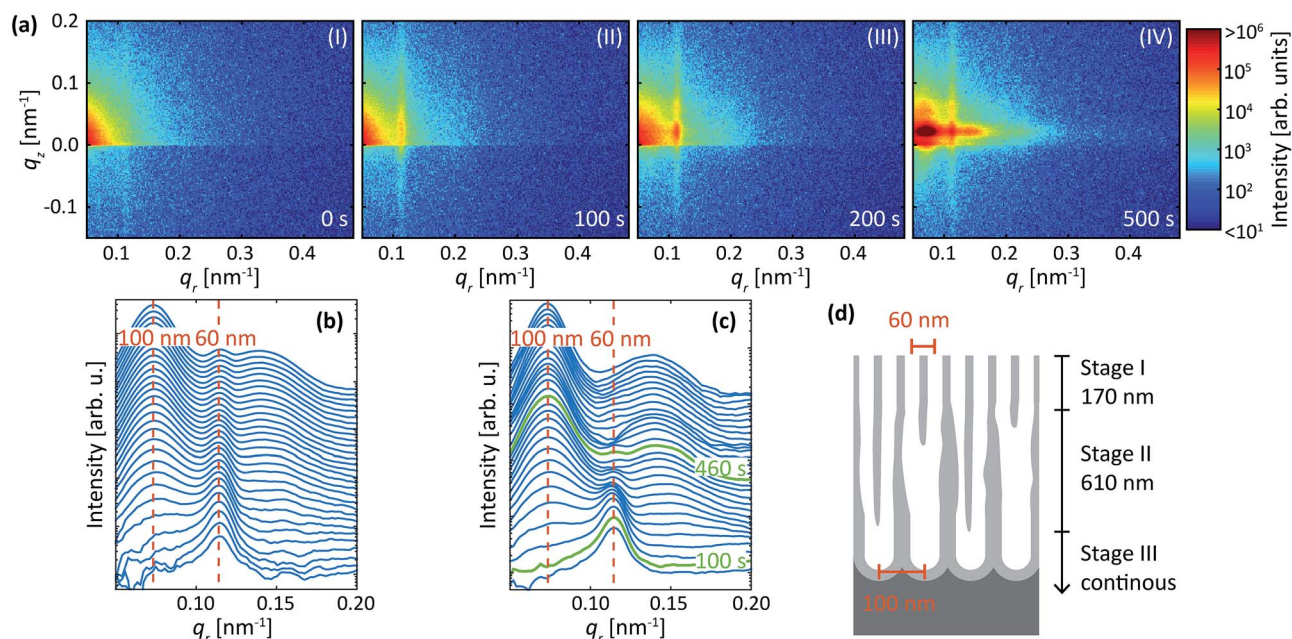 (a)
(I)
(II)
(III)
(IV)
0.2
0.1
0.0
-0.1
q_z [nm⁻¹]
0 s
100 s
200 s
500 s
0.1 0.2 0.3 0.4
0.1 0.2 0.3 0.4
0.1 0.2 0.3 0.4
0.1 0.2 0.3 0.4
q_r [nm⁻¹]
q_r [nm⁻¹]
q_r [nm⁻¹]
q_r [nm⁻¹]
>10⁶
10⁵
10⁴
10³
10²
<10¹
Intensity [arb. units]
(b)
100 nm
60 nm
Intensity [arb. u.]
0.10 0.15 0.20
q_r [nm⁻¹]
(c)
100 nm
60 nm
460 s
100 s
Intensity [arb. u.]
0.10 0.15 0.20
q_r [nm⁻¹]
(d)
60 nm
Stage I
170 nm
Stage II
610 nm
Stage III
continous
100 nm